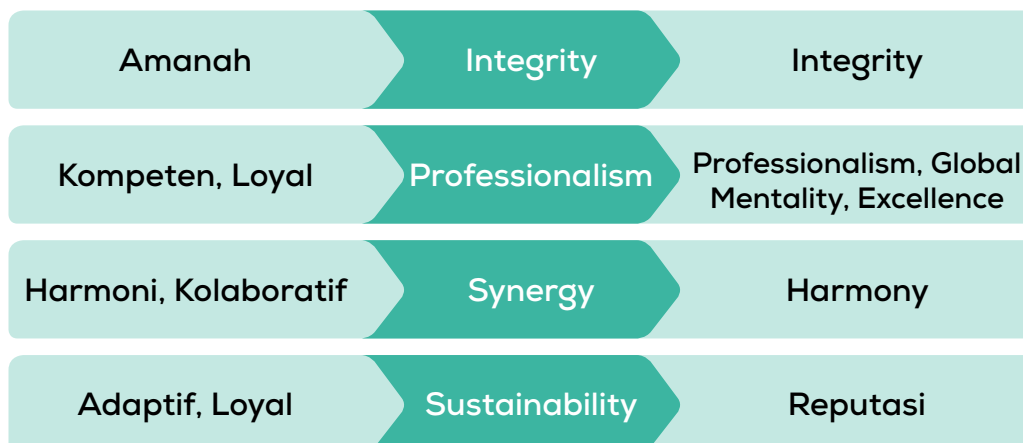 Amanah
Integrity
Integrity
Kompeten, Loyal
Professionalism
Professionalism, Global
Mentality, Excellence
Harmoni, Kolaboratif
Synergy
Harmony
Adaptif, Loyal
Sustainability
Reputasi